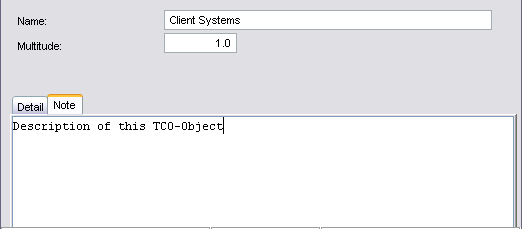 Name: Client Systems
Multitude: 1.0
Detail Note
Description of this TCO-Object